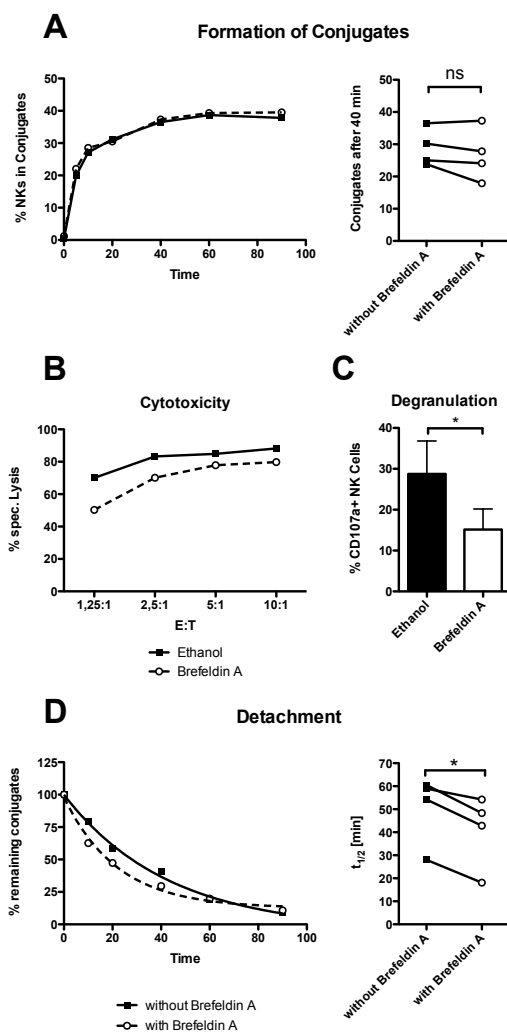 A
Formation of Conjugates
% NKs in Conjugates
50
40
30
20
10
0
0 20 40 60 80 100
Time
Conjugates after 40 min
50
40
30
20
10
0
ns
without Brefeldin A
with Brefeldin A
B
Cytotoxicity
% spec. Lysis
100
80
60
40
20
0
1,25:1 2,5:1 5:1 10:1
E:T
Ethanol
Brefeldin A
C
Degranulation
% CD107a+ NK Cells
40
30
20
10
0
*
Ethanol
Brefeldin A
D
Detachment
% remaining conjugates
125
100
75
50
25
0
0 20 40 60 80 100
Time
without Brefeldin A
with Brefeldin A
t1/2 [min]
70
60
50
40
30
20
10
0
*
without Brefeldin A
with Brefeldin A